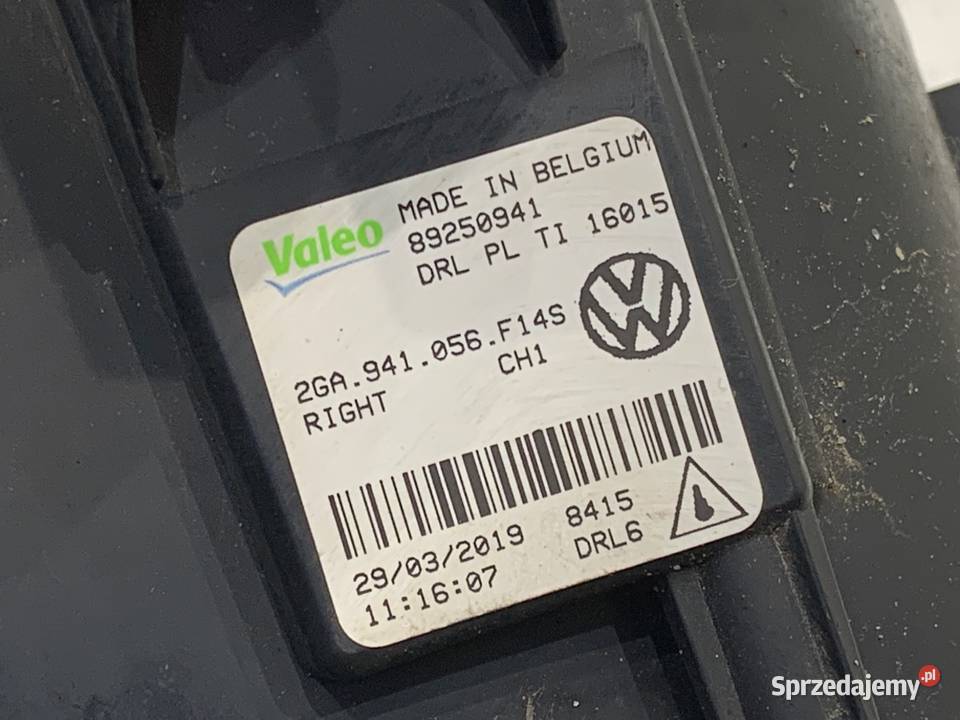 Valeo
MADE IN BELGIUM
89250941
DRL PL TI 16015
2GA.941.056.F14S
RIGHT CH1
29/03/2019 8415
11:16:07 DRL6
Sprzedajemy.pl